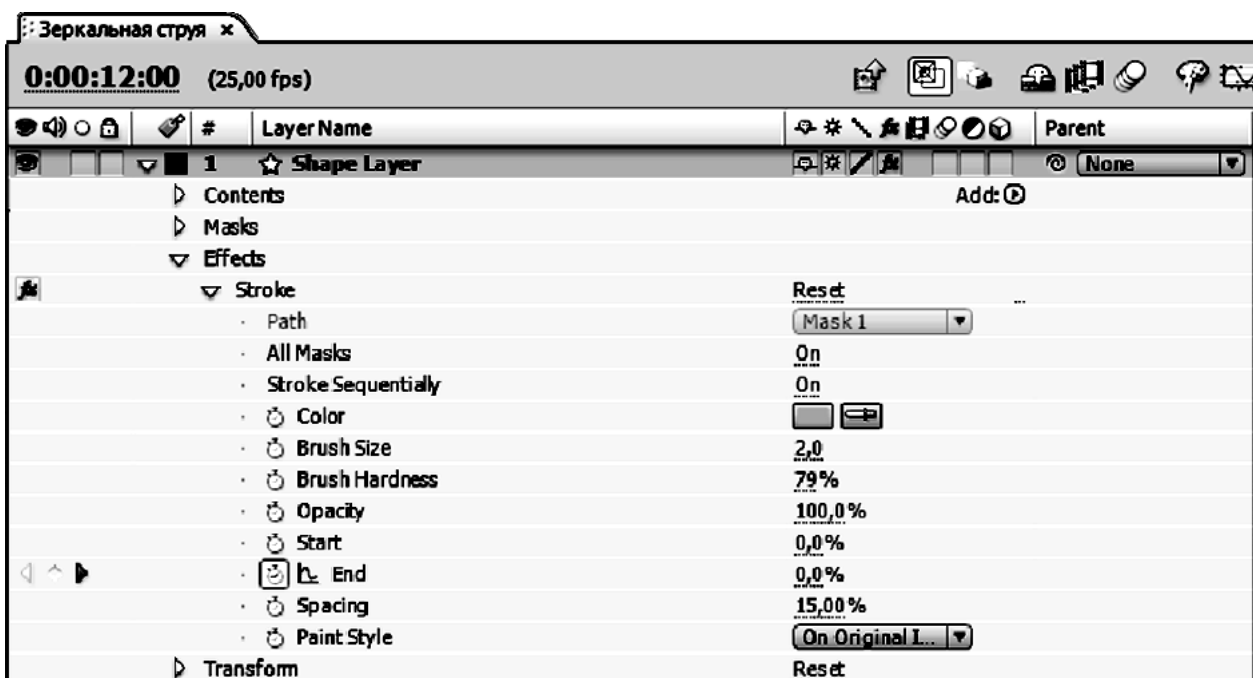 Зеркальная струя ×
0:00:12:00 (25,00 fps)
# Layer Name Parent
1 Shape Layer None
Contents Add:
Masks
Effects
Stroke Reset ...
Path Mask 1
All Masks On
Stroke Sequentially On
Color
Brush Size 2,0
Brush Hardness 79%
Opacity 100,0%
Start 0,0%
End 0,0%
Spacing 15,00%
Paint Style On Original I...
Transform Reset